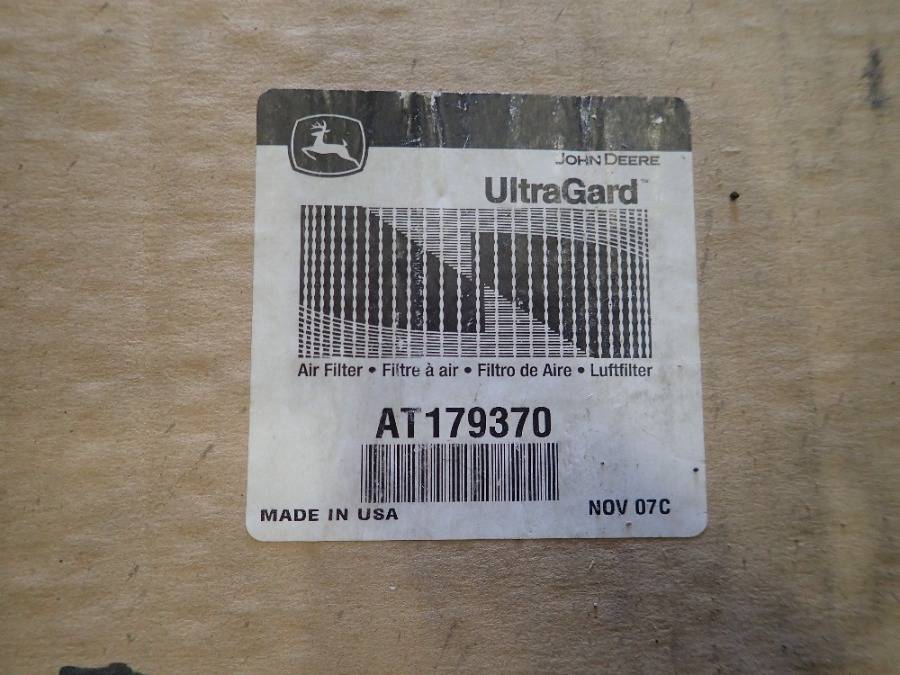 JOHN DEERE
UltraGard™
Air Filter • Filtre à air • Filtro de Aire • Luftfilter
AT179370
MADE IN USA
NOV 07C